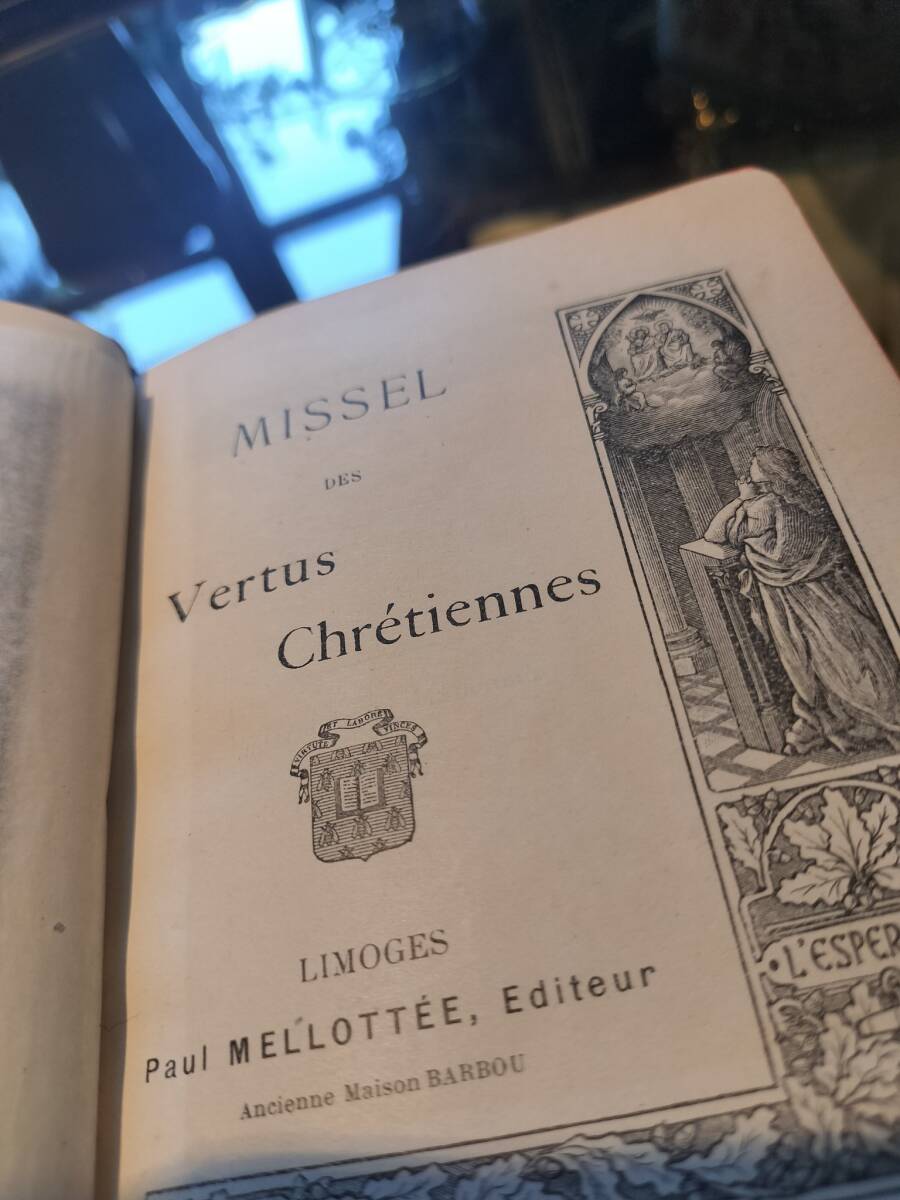 MISSEL
DES
Vertus
Chrétiennes
VIRTUTE ET LABORE VINCES
LIMOGES
Paul MELLOTTÉE, Editeur
Ancienne Maison BARBOU
L'ESPER